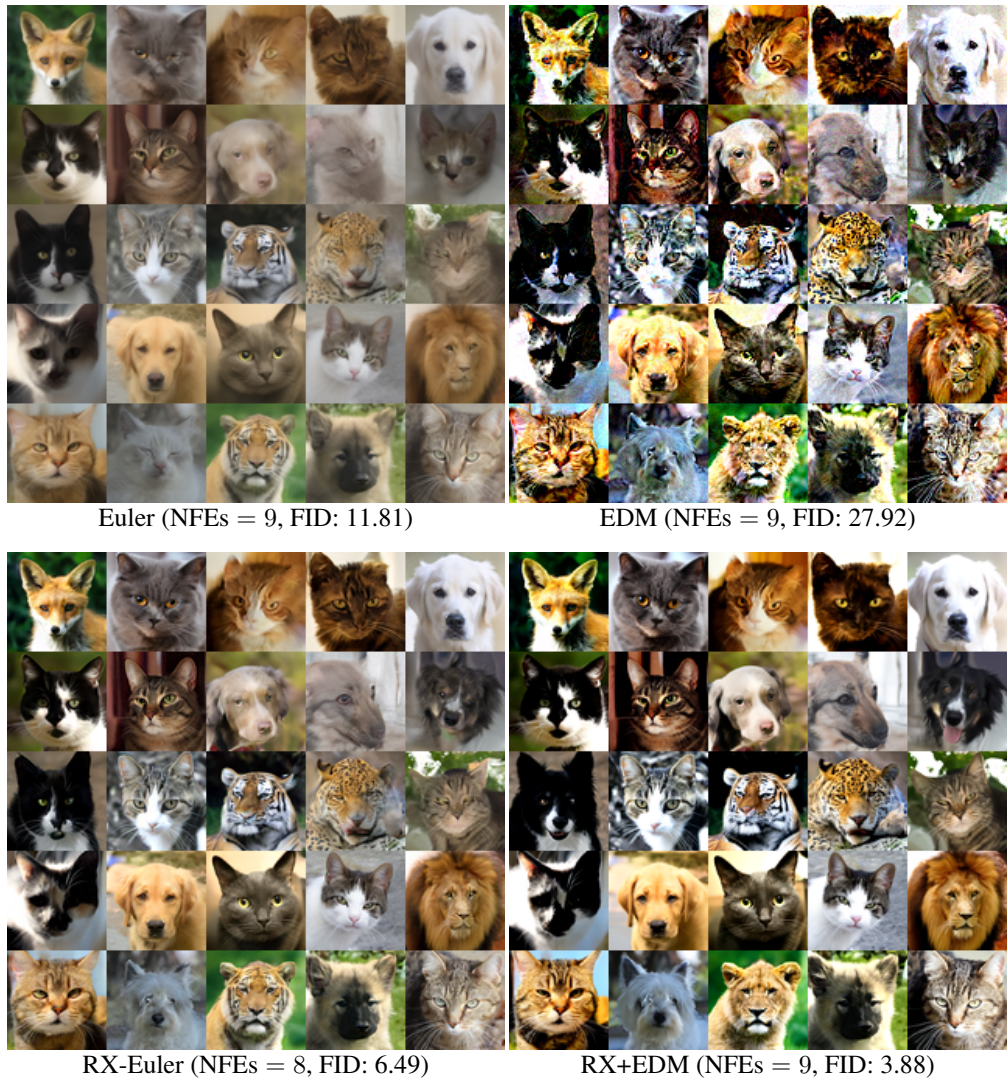 Euler (NFEs = 9, FID: 11.81)
EDM (NFEs = 9, FID: 27.92)
RX-Euler (NFEs = 8, FID: 6.49)
RX+EDM (NFEs = 9, FID: 3.88)